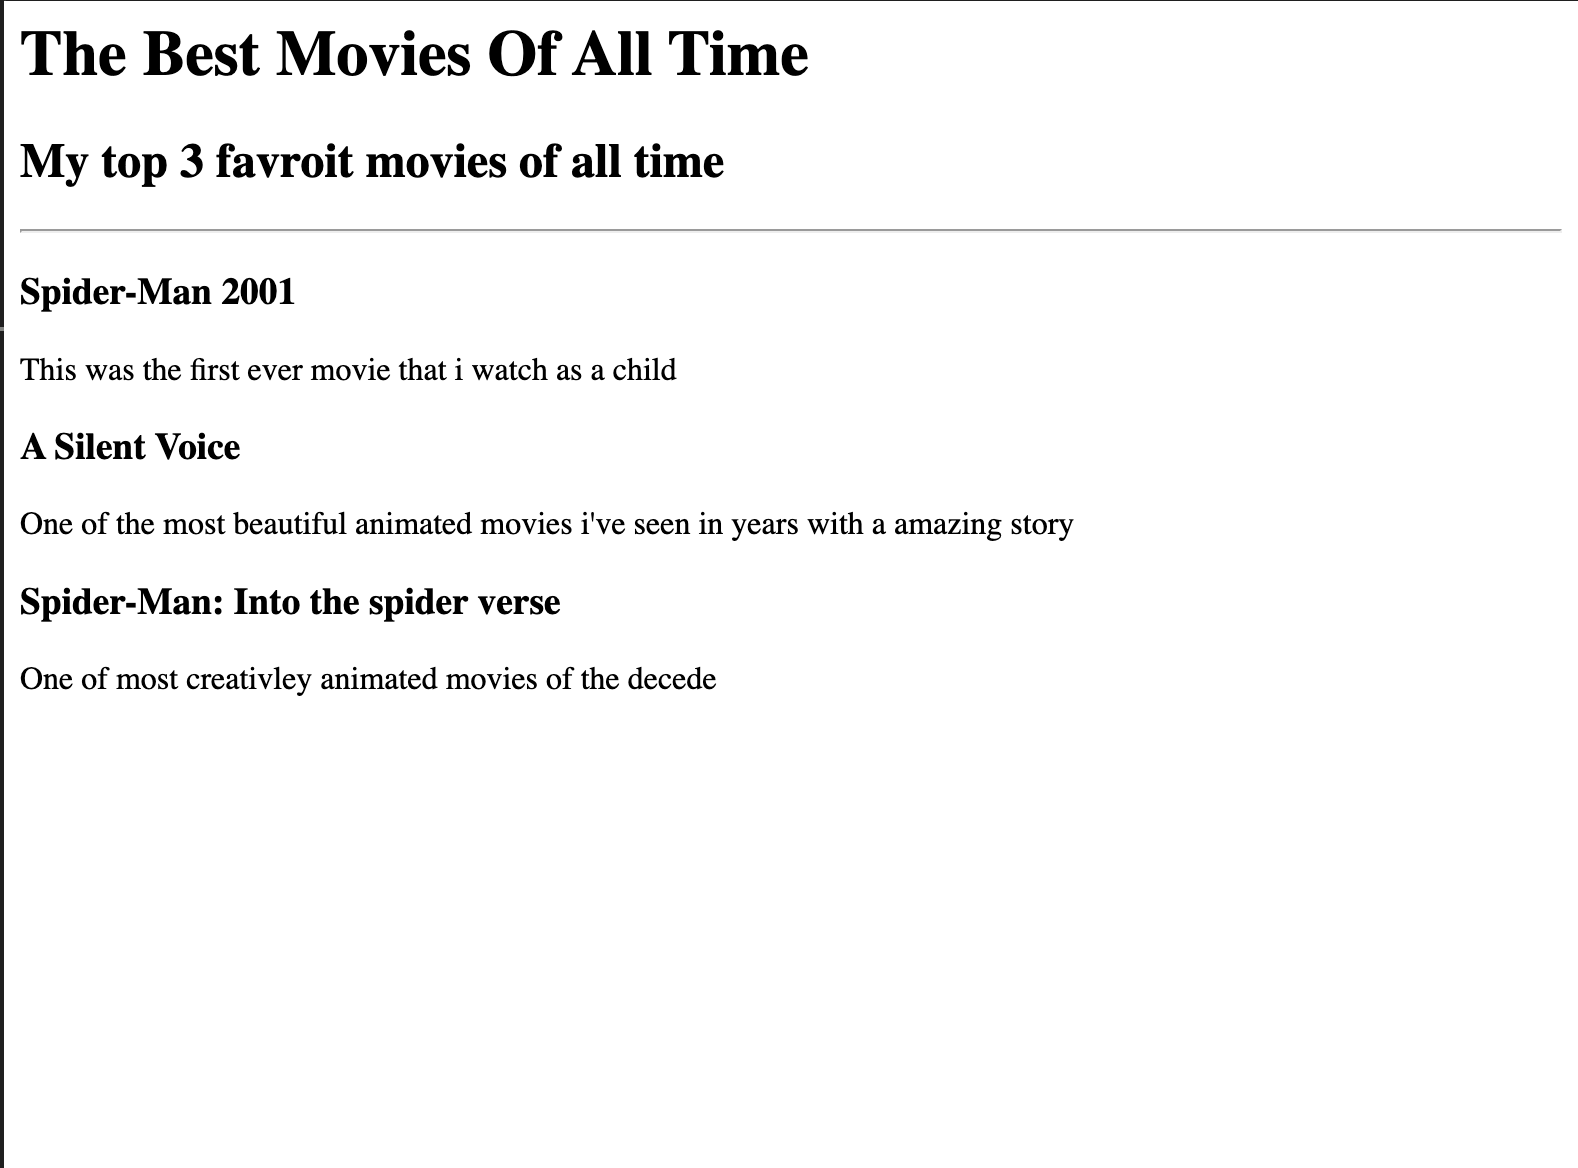 The Best Movies Of All Time
My top 3 favroit movies of all time
Spider-Man 2001
This was the first ever movie that i watch as a child
A Silent Voice
One of the most beautiful animated movies i've seen in years with a amazing story
Spider-Man: Into the spider verse
One of most creativley animated movies of the decede